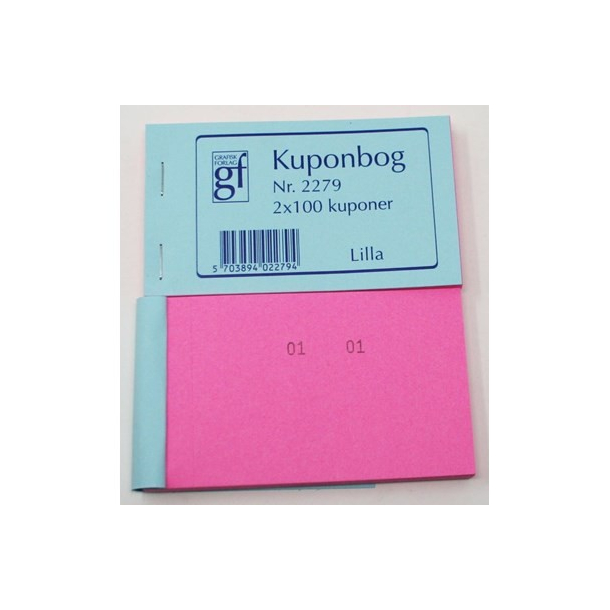 GRAFISK
FORLAG
gf
Kuponbog
Nr. 2279
2x100 kuponer
5 703894 022794
Lilla
01 01